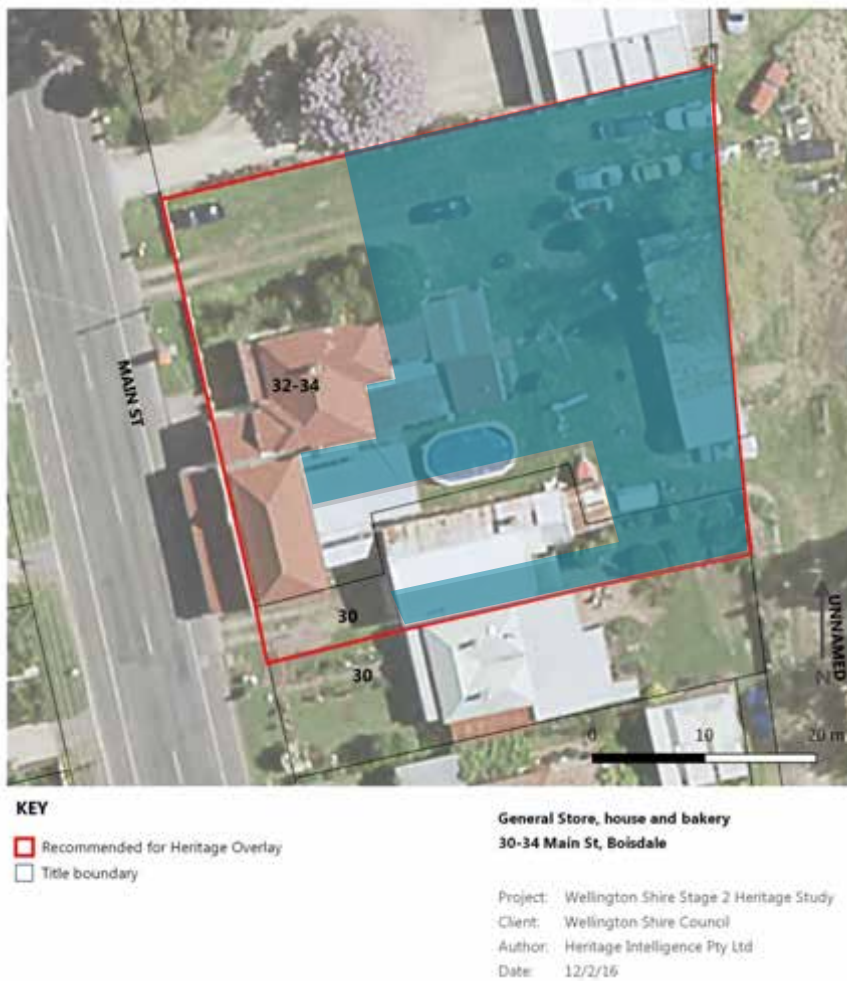 MAIN ST
32-34
30
30
UNNAMED
N
0 10 20 m
KEY
Recommended for Heritage Overlay
Title boundary
General Store, house and bakery
30-34 Main St, Boisdale
Project: Wellington Shire Stage 2 Heritage Study
Client: Wellington Shire Council
Author: Heritage Intelligence Pty Ltd
Date: 12/2/16